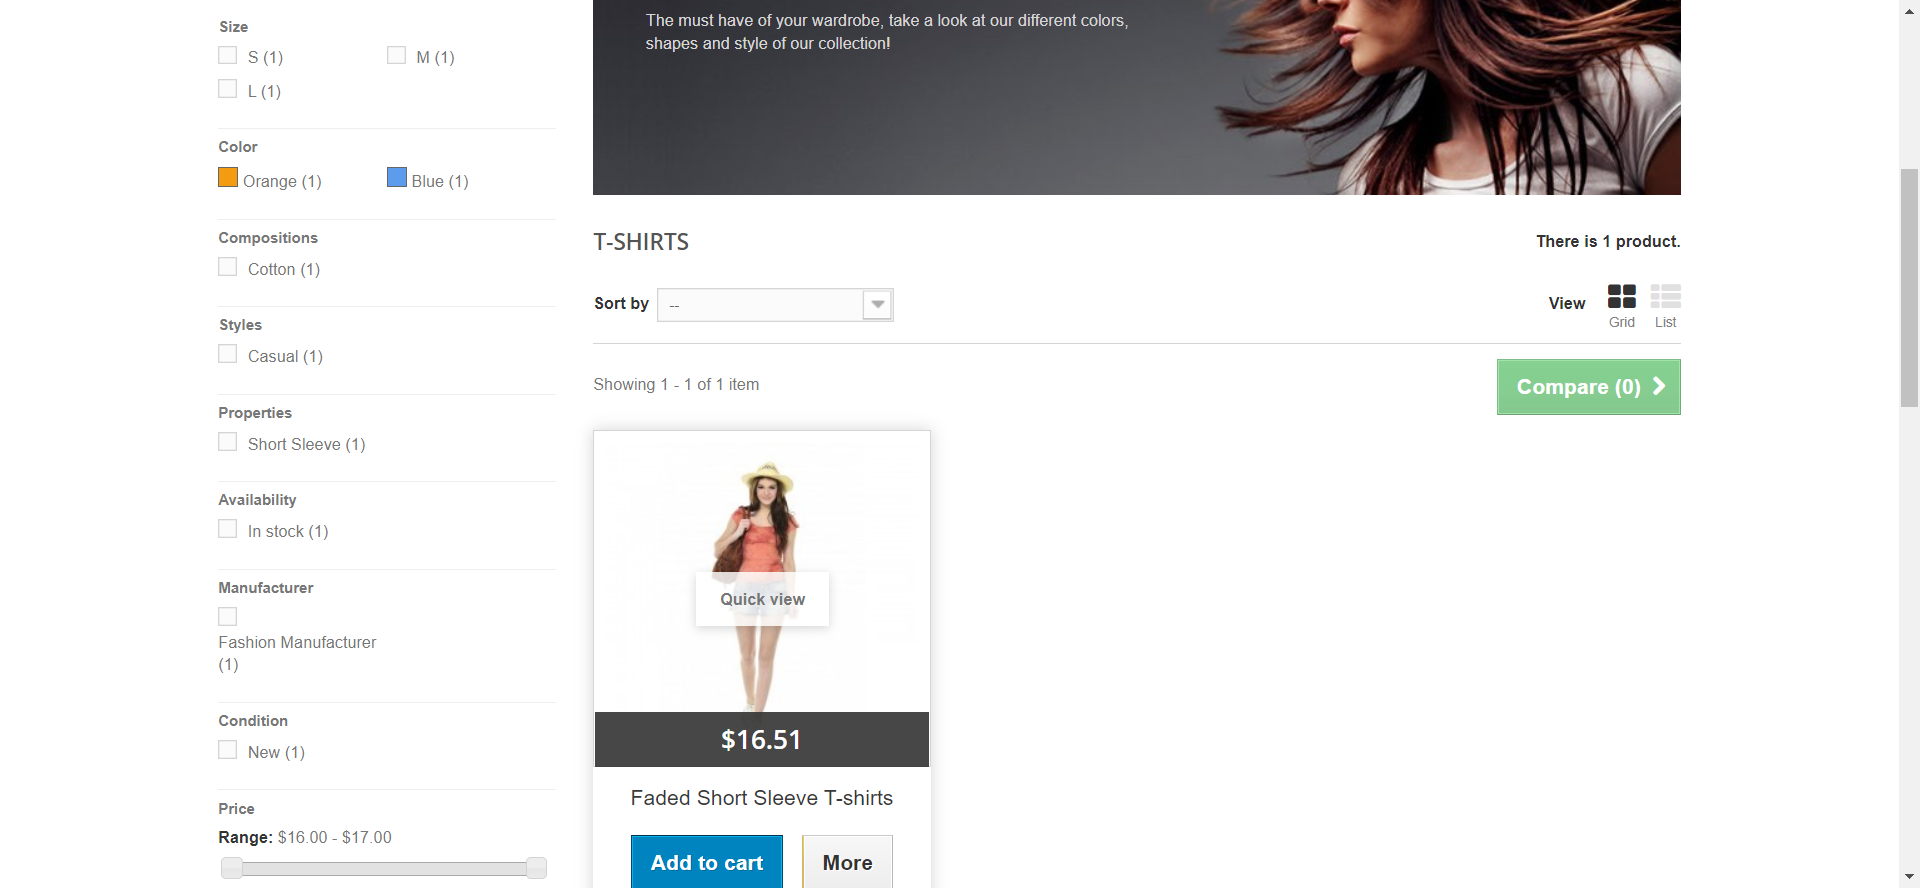 Size
S (1)
M (1)
L (1)
Color
Orange (1)
Blue (1)
Compositions
Cotton (1)
Styles
Casual (1)
Properties
Short Sleeve (1)
Availability
In stock (1)
Manufacturer
Fashion Manufacturer
(1)
Condition
New (1)
Price
Range: $16.00 - $17.00
The must have of your wardrobe, take a look at our different colors,
shapes and style of our collection!
T-SHIRTS
There is 1 product.
Sort by
--
View
Grid
List
Showing 1 - 1 of 1 item
Compare (0)
Quick view
$16.51
Faded Short Sleeve T-shirts
Add to cart
More